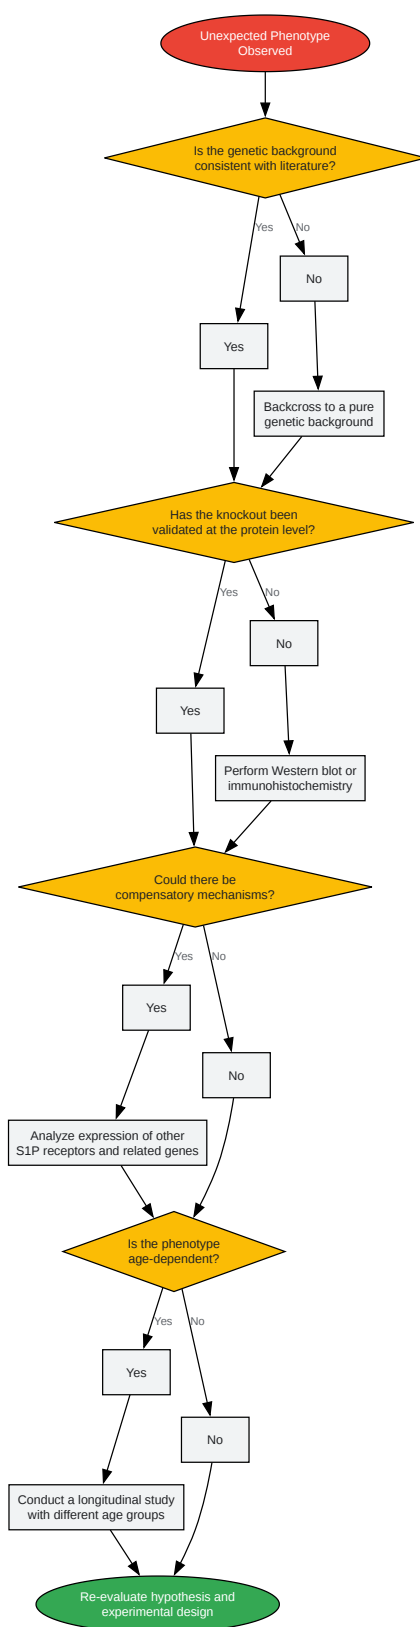 Unexpected Phenotype
Observed
Is the genetic background
consistent with literature?
Yes
No
No
Yes
Backcross to a pure
genetic background
Has the knockout been
validated at the protein level?
Yes
No
No
Yes
Perform Western blot or
immunohistochemistry
Could there be
compensatory mechanisms?
Yes
No
Yes
No
Analyze expression of other
S1P receptors and related genes
Is the phenotype
age-dependent?
Yes
No
Yes
No
Conduct a longitudinal study
with different age groups
Re-evaluate hypothesis and
experimental design